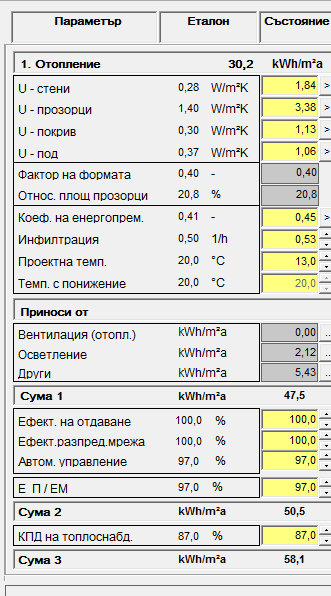 Параметър Еталон Състояние
1. Отопление 30,2 kWh/m²a
U - стени 0,28 W/m²K 1,84 >
U - прозорци 1,40 W/m²K 3,38 >
U - покрив 0,30 W/m²K 1,13 >
U - под 0,37 W/m²K 1,06 >
Фактор на формата 0,40 - 0,40
Относ. площ прозорци 20,8 % 20,8
Коеф. на енергопрем. 0,41 - 0,45 >
Инфилтрация 0,50 1/h 0,53
Проектна темп. 20,0 °C 13,0
Темп. с понижение 20,0 °C 20,0
Приноси от
Вентилация (отопл.) kWh/m²a 0,00 ...
Осветление kWh/m²a 2,12 ...
Други kWh/m²a 5,43 ...
Сума 1 kWh/m²a 47,5
Ефект. на отдаване 100,0 % 100,0
Ефект.разпред.мрежа 100,0 % 100,0
Автом. управление 97,0 % 97,0
Е П / ЕМ 97,0 % 97,0
Сума 2 kWh/m²a 50,5
КПД на топлоснабд. 87,0 % 87,0
Сума 3 kWh/m²a 58,1